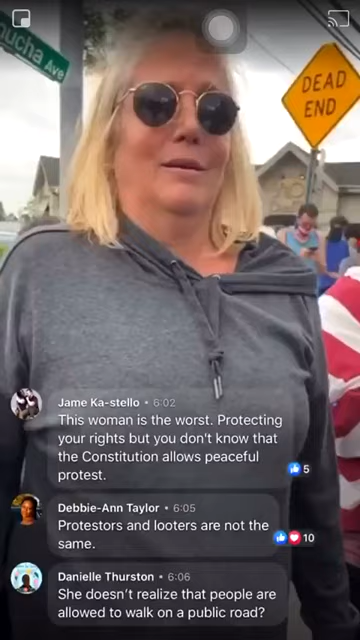 nucha Ave
DEAD
END
Jame Ka-stello • 6:02
This woman is the worst. Protecting
your rights but you don't know that
the Constitution allows peaceful
protest.
5
Debbie-Ann Taylor • 6:05
Protestors and looters are not the
same.
10
Danielle Thurston • 6:06
She doesn't realize that people are
allowed to walk on a public road?